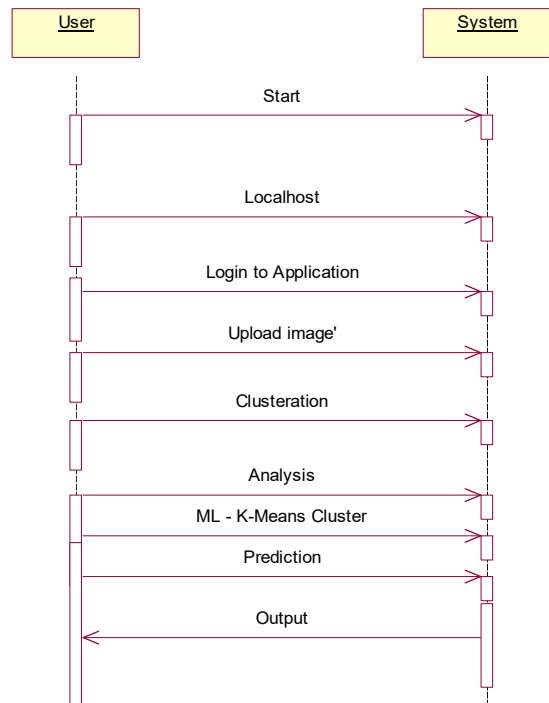 User
System
Start
Localhost
Login to Application
Upload image'
Clusteration
Analysis
ML - K-Means Cluster
Prediction
Output